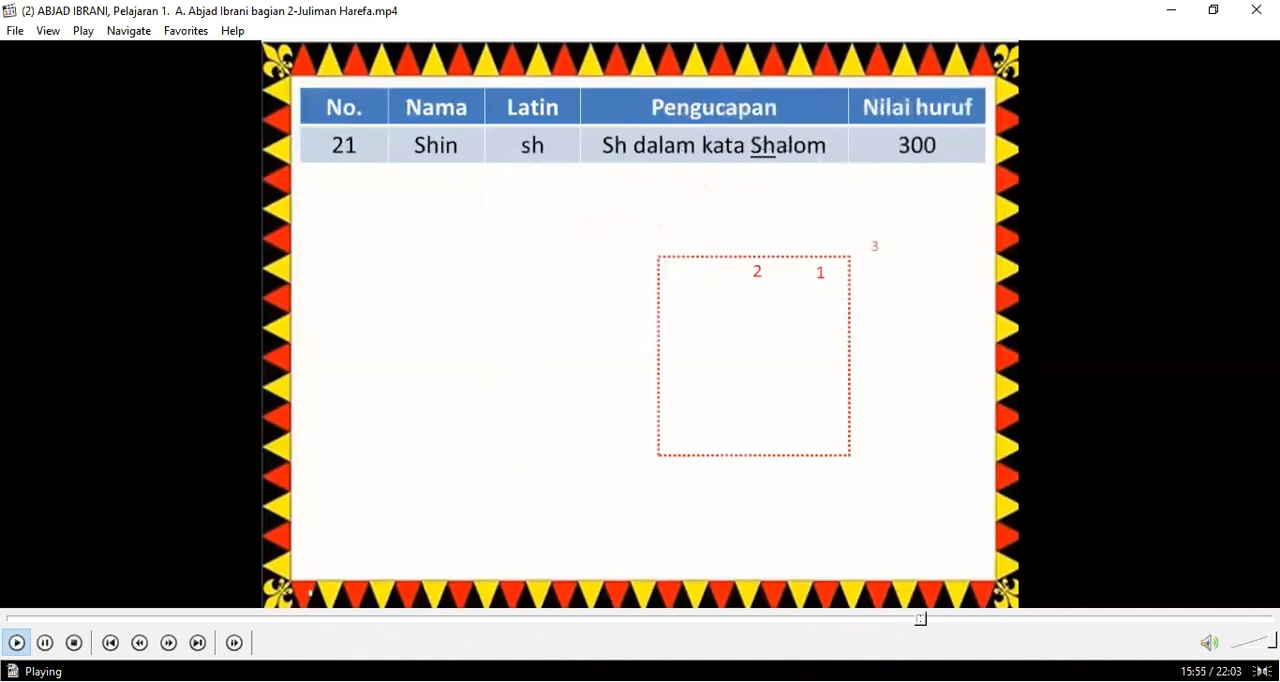 (2) ABJAD IBRANI, Pelajaran 1.  A. Abjad Ibrani bagian 2-Juliman Harefa.mp4
File View Play Navigate Favorites Help
No. Nama Latin Pengucapan Nilai huruf
21 Shin sh Sh dalam kata Shalom 300
3
2 1
Playing 15:55 / 22:03